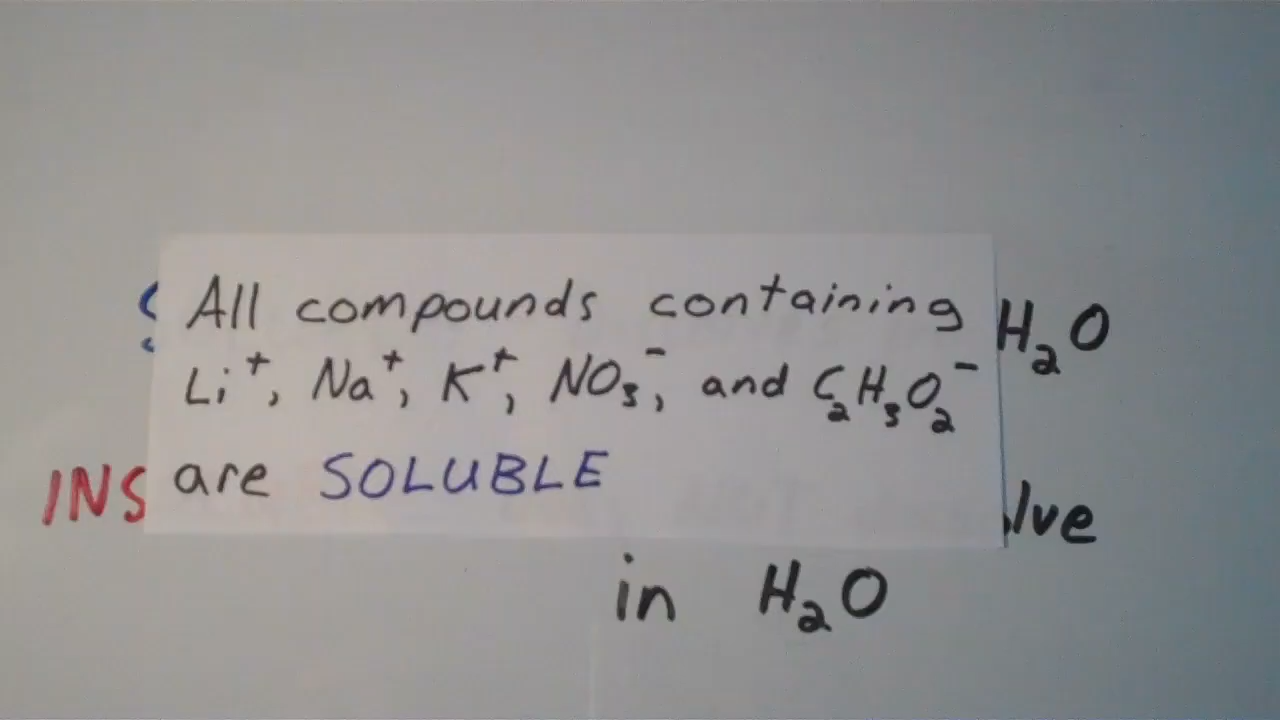 All compounds containing H₂O
Li⁺, Na⁺, K⁺, NO₃⁻, and C₂H₃O₂⁻
INS are SOLUBLE lve
in H₂O